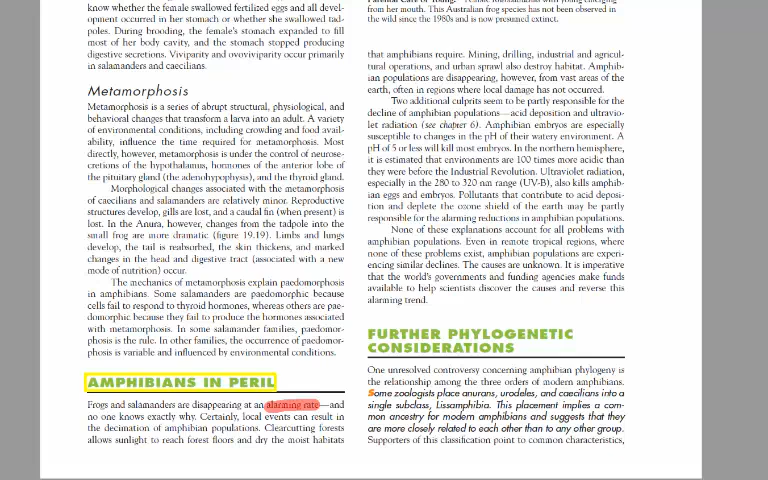 know whether the female swallowed fertilized eggs and all devel-
opment occurred in her stomach or whether she swallowed tad-
poles. During brooding, the female's stomach expanded to fill
most of her body cavity, and the stomach stopped producing
digestive secretions. Viviparity and ovoviviparity occur primarily
in salamanders and caecilians.
Metamorphosis
Metamorphosis is a series of abrupt structural, physiological, and
behavioral changes that transform a larva into an adult. A variety
of environmental conditions, including crowding and food avail-
ability, influence the time required for metamorphosis. Most
directly, however, metamorphosis is under the control of neurose-
cretions of the hypothalamus, hormones of the anterior lobe of
the pituitary gland (the adenohypophysis), and the thyroid gland.
Morphological changes associated with the metamorphosis
of caecilians and salamanders are relatively minor. Reproductive
structures develop, gills are lost, and a caudal fin (when present) is
lost. In the Anura, however, changes from the tadpole into the
small frog are more dramatic (figure 19.19). Limbs and lungs
develop, the tail is reabsorbed, the skin thickens, and marked
changes in the head and digestive tract (associated with a new
mode of nutrition) occur.
The mechanics of metamorphosis explain paedomorphosis
in amphibians. Some salamanders are paedomorphic because
cells fail to respond to thyroid hormones, whereas others are pae-
domorphic because they fail to produce the hormones associated
with metamorphosis. In some salamander families, paedomor-
phosis is the rule. In other families, the occurrence of paedomor-
phosis is variable and influenced by environmental conditions.
AMPHIBIANS IN PERIL
Frogs and salamanders are disappearing at an alarming rate—and
no one knows exactly why. Certainly, local events can result in
the decimation of amphibian populations. Clearcutting forests
allows sunlight to reach forest floors and dry the moist habitats
from her mouth. This Australian frog species has not been observed in
the wild since the 1980s and is now presumed extinct.
that amphibians require. Mining, drilling, industrial and agricul-
tural operations, and urban sprawl also destroy habitat. Amphib-
ian populations are disappearing, however, from vast areas of the
earth, often in regions where local damage has not occurred.
Two additional culprits seem to be partly responsible for the
decline of amphibian populations—acid deposition and ultravio-
let radiation (see chapter 6). Amphibian embryos are especially
susceptible to changes in the pH of their watery environment. A
pH of 5 or less will kill most embryos. In the northern hemisphere,
it is estimated that environments are 100 times more acidic than
they were before the Industrial Revolution. Ultraviolet radiation,
especially in the 280 to 320 nm range (UV-B), also kills amphib-
ian eggs and embryos. Pollutants that contribute to acid deposi-
tion and deplete the ozone shield of the earth may be partly
responsible for the alarming reductions in amphibian populations.
None of these explanations account for all problems with
amphibian populations. Even in remote tropical regions, where
none of these problems exist, amphibian populations are experi-
encing similar declines. The causes are unknown. It is imperative
that the world's governments and funding agencies make funds
available to help scientists discover the causes and reverse this
alarming trend.
FURTHER PHYLOGENETIC
CONSIDERATIONS
One unresolved controversy concerning amphibian phylogeny is
the relationship among the three orders of modern amphibians.
Some zoologists place anurans, urodeles, and caecilians into a
single subclass, Lissamphibia. This placement implies a com-
mon ancestry for modern amphibians and suggests that they
are more closely related to each other than to any other group.
Supporters of this classification point to common characteristics,